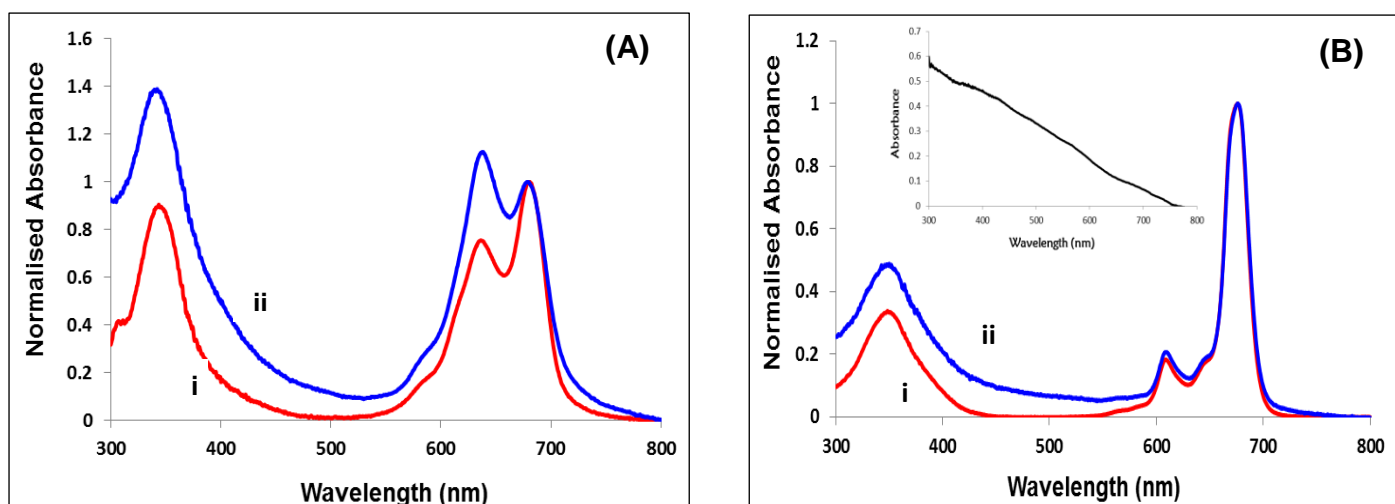 (A)
Normalised Absorbance
1.6
1.4
1.2
1
0.8
0.6
0.4
0.2
0
ii
i
300 400 500 600 700 800
Wavelength (nm)
(B)
Normalised Absorbance
1.2
1
0.8
0.6
0.4
0.2
0
Absorbance
0.7
0.6
0.5
0.4
0.3
0.2
0.1
0
300 400 500 600 700 800
Wavelength (nm)
ii
i
300 400 500 600 700 800
Wavelength (nm)